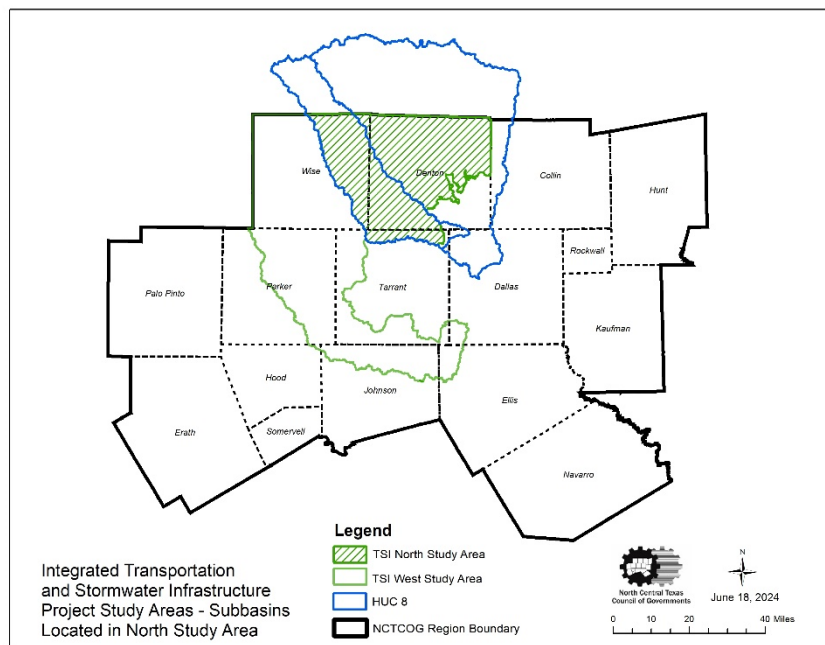 Wise
Denton
Collin
Hunt
Rockwall
Palo Pinto
Parker
Tarrant
Dallas
Kaufman
Hood
Johnson
Ellis
Erath
Somervell
Navarro
Legend
TSI North Study Area
TSI West Study Area
HUC 8
NCTCOG Region Boundary
Integrated Transportation
and Stormwater Infrastructure
Project Study Areas - Subbasins
Located in North Study Area
North Central Texas
Council of Governments
N
June 18, 2024
0 10 20 40 Miles